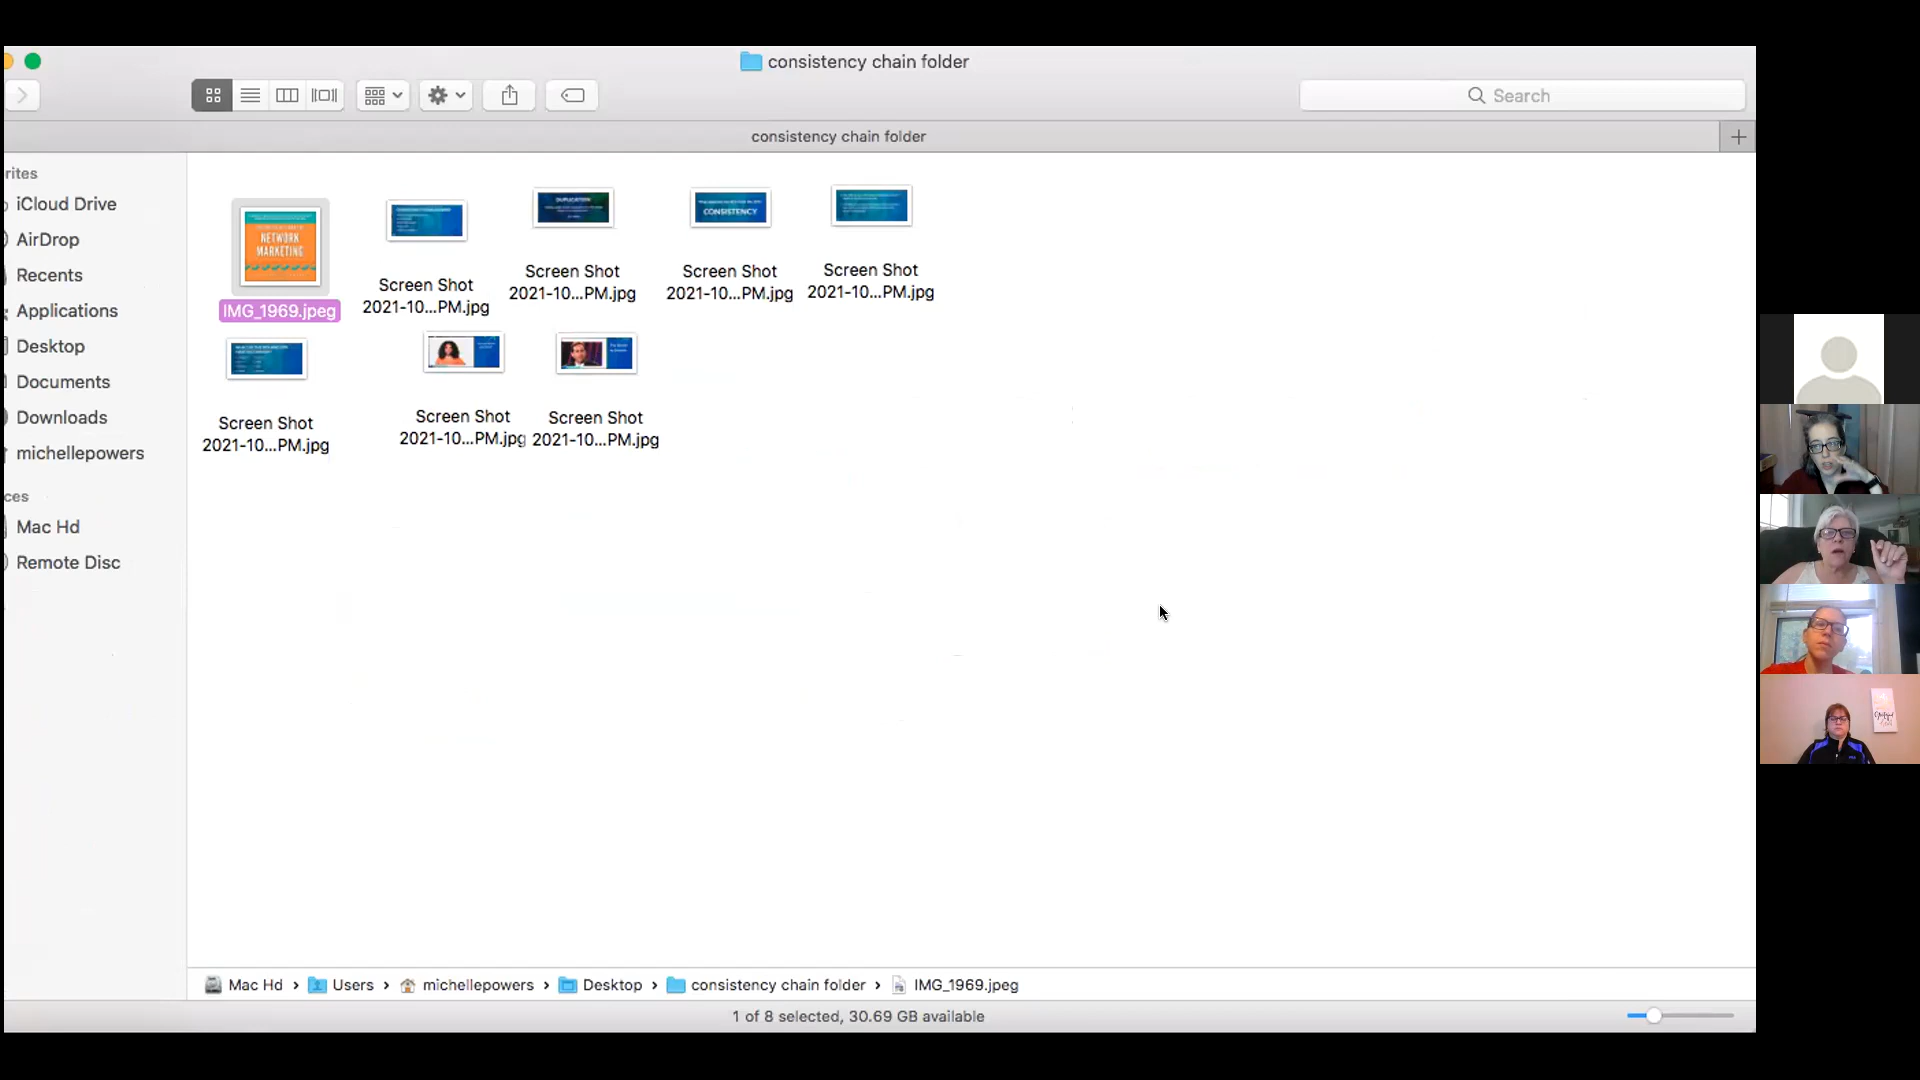 consistency chain folder
Search
consistency chain folder
rites
iCloud Drive
AirDrop
Recents
Applications
Desktop
Documents
Downloads
michellepowers
ces
Mac Hd
Remote Disc
NETWORK
MARKETING
IMG_1969.jpeg
Screen Shot
2021-10...PM.jpg
DUPLICATION
Screen Shot
2021-10...PM.jpg
CONSISTENCY
Screen Shot
2021-10...PM.jpg
Screen Shot
2021-10...PM.jpg
Screen Shot
2021-10...PM.jpg
Screen Shot
2021-10...PM.jpg
Screen Shot
2021-10...PM.jpg
Mac Hd › Users › michellepowers › Desktop › consistency chain folder › IMG_1969.jpeg
1 of 8 selected, 30.69 GB available